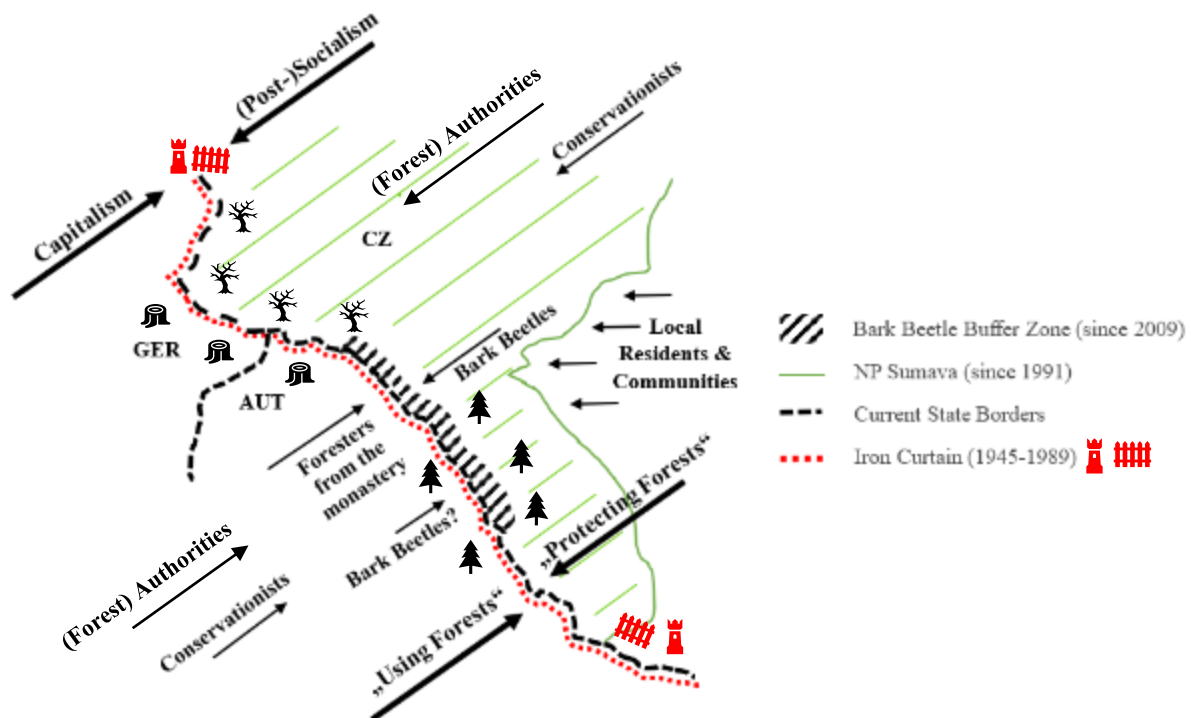 (Post-)Socialism
(Forest) Authorities
Conservationists
Capitalism
CZ
GER
AUT
Bark Beetles
Local
Residents &
Communities
Foresters
from the
monastery
Bark Beetles?
„Protecting Forests“
(Forest) Authorities
Conservationists
„Using Forests“
Bark Beetle Buffer Zone (since 2009)
NP Sumava (since 1991)
Current State Borders
Iron Curtain (1945-1989)